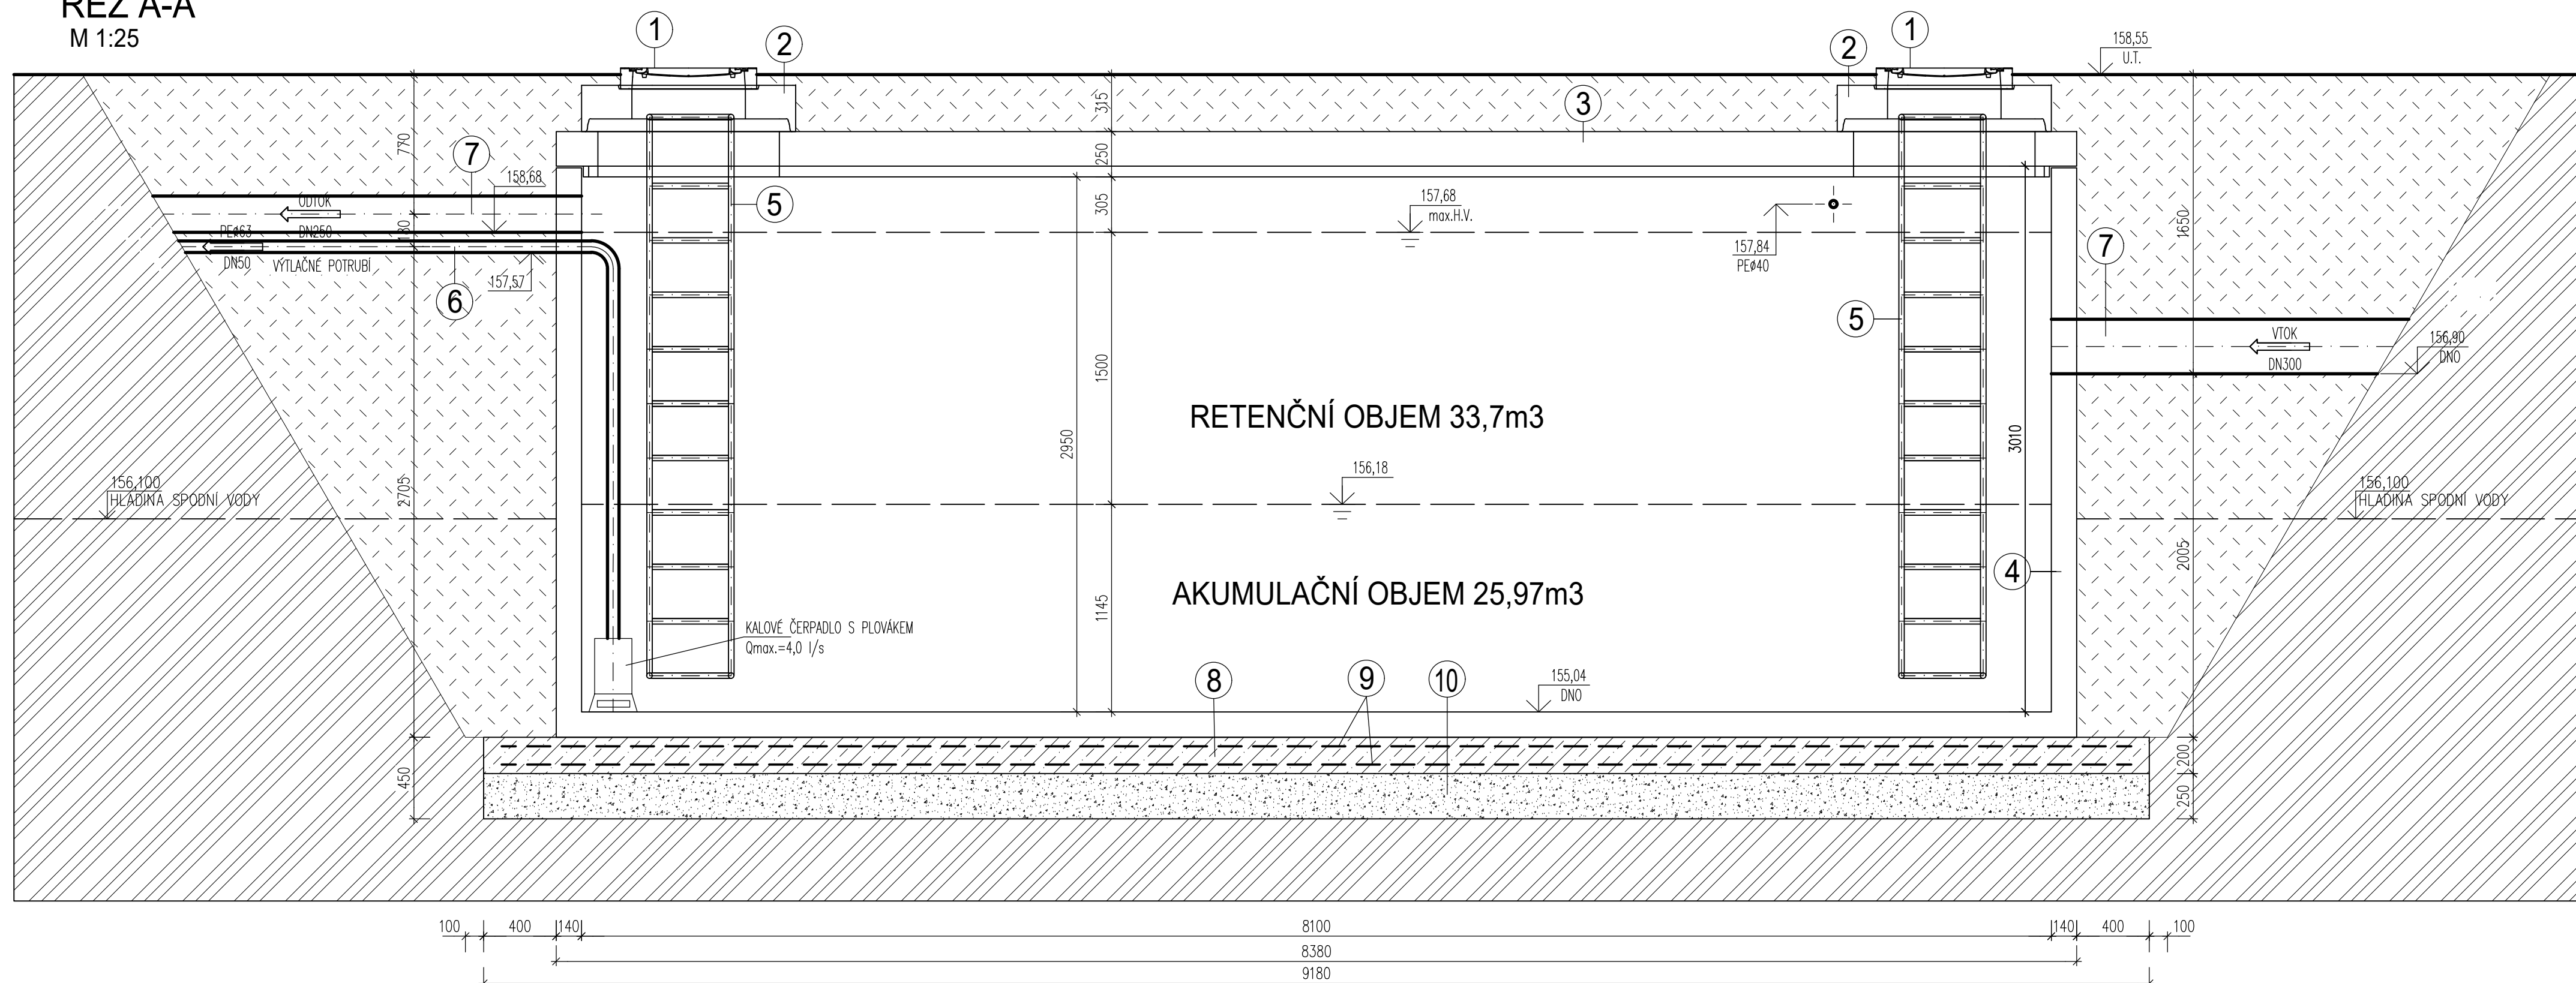 ŘEZ A-A
M 1:25
1
2
1
2
158,55
U.T.
3
315
250
305
770
7
158,68
ODTOK
DN250
180
PEø63
DN50
VÝTLAČNÉ POTRUBÍ
157,57
6
5
157,68
max.H.V.
157,84
PEø40
5
7
1650
VTOK
DN300
156,90
DNO
1500
2950
RETENČNÍ OBJEM 33,7m3
3010
156,18
2705
156,100
HLADINA SPODNÍ VODY
156,100
HLADINA SPODNÍ VODY
2005
4
1145
AKUMULAČNÍ OBJEM 25,97m3
KALOVÉ ČERPADLO S PLOVÁKEM
Qmax.=4,0 l/s
8
9
10
155,04
DNO
450
200
250
100
400
140
8100
140
400
100
8380
9180